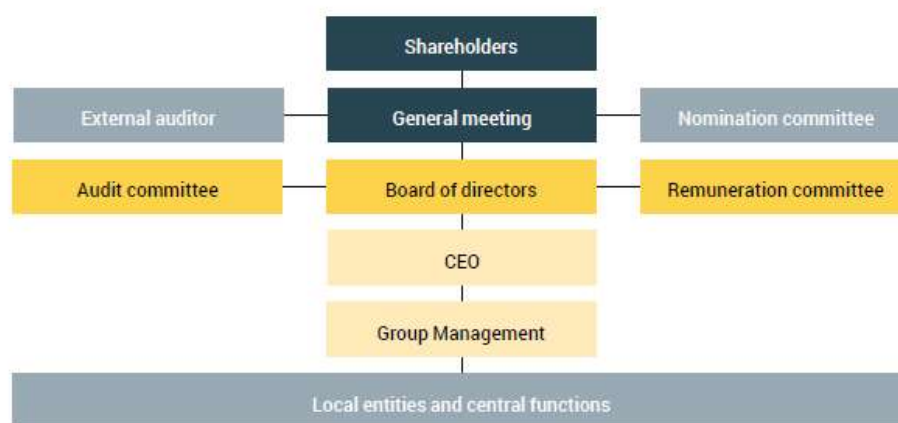 Shareholders
External auditor
General meeting
Nomination committee
Audit committee
Board of directors
Remuneration committee
CEO
Group Management
Local entities and central functions